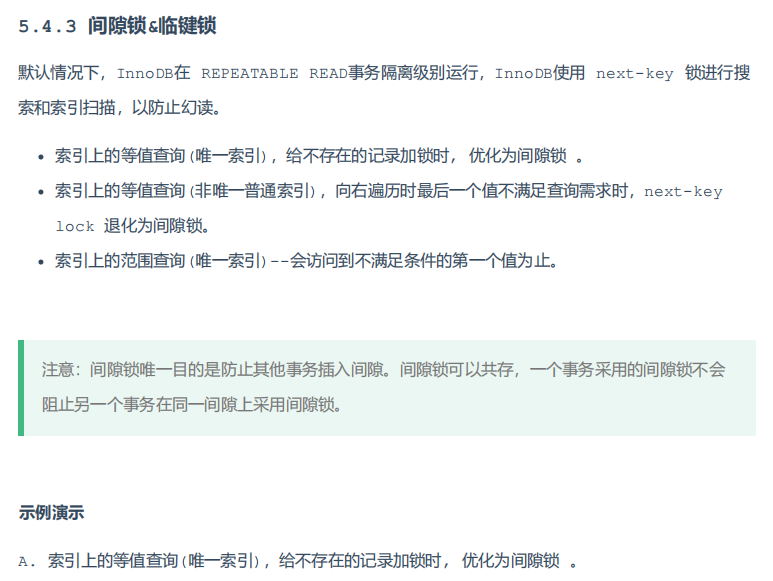 5.4.3 间隙锁&临键锁
默认情况下，InnoDB在 REPEATABLE READ事务隔离级别运行，InnoDB使用 next-key 锁进行搜
索和索引扫描，以防止幻读。
• 索引上的等值查询(唯一索引)，给不存在的记录加锁时, 优化为间隙锁 。
• 索引上的等值查询(非唯一普通索引)，向右遍历时最后一个值不满足查询需求时，next-key
lock 退化为间隙锁。
• 索引上的范围查询(唯一索引)--会访问到不满足条件的第一个值为止。
注意：间隙锁唯一目的是防止其他事务插入间隙。间隙锁可以共存，一个事务采用的间隙锁不会
阻止另一个事务在同一间隙上采用间隙锁。
示例演示
A. 索引上的等值查询(唯一索引)，给不存在的记录加锁时, 优化为间隙锁 。